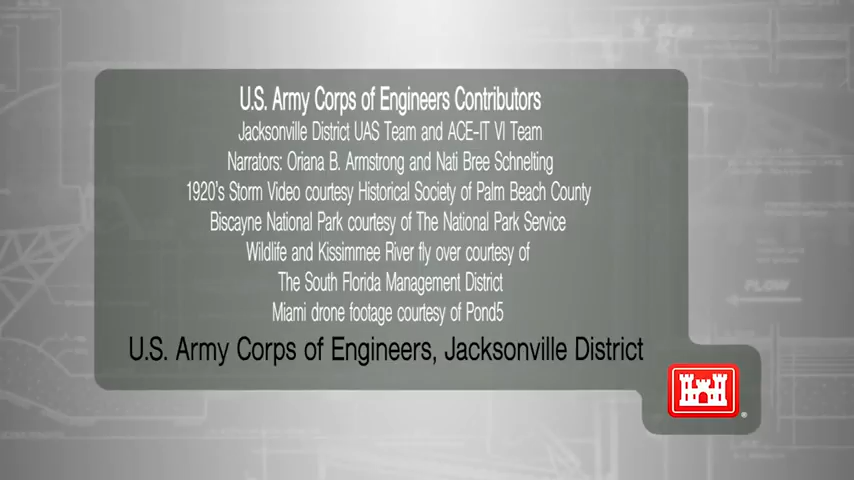 U.S. Army Corps of Engineers Contributors
Jacksonville District UAS Team and ACE-IT VI Team
Narrators: Oriana B. Armstrong and Nati Bree Schnelting
1920's Storm Video courtesy Historical Society of Palm Beach County
Biscayne National Park courtesy of The National Park Service
Wildlife and Kissimmee River fly over courtesy of
The South Florida Management District
Miami drone footage courtesy of Pond5
U.S. Army Corps of Engineers, Jacksonville District
FLOW